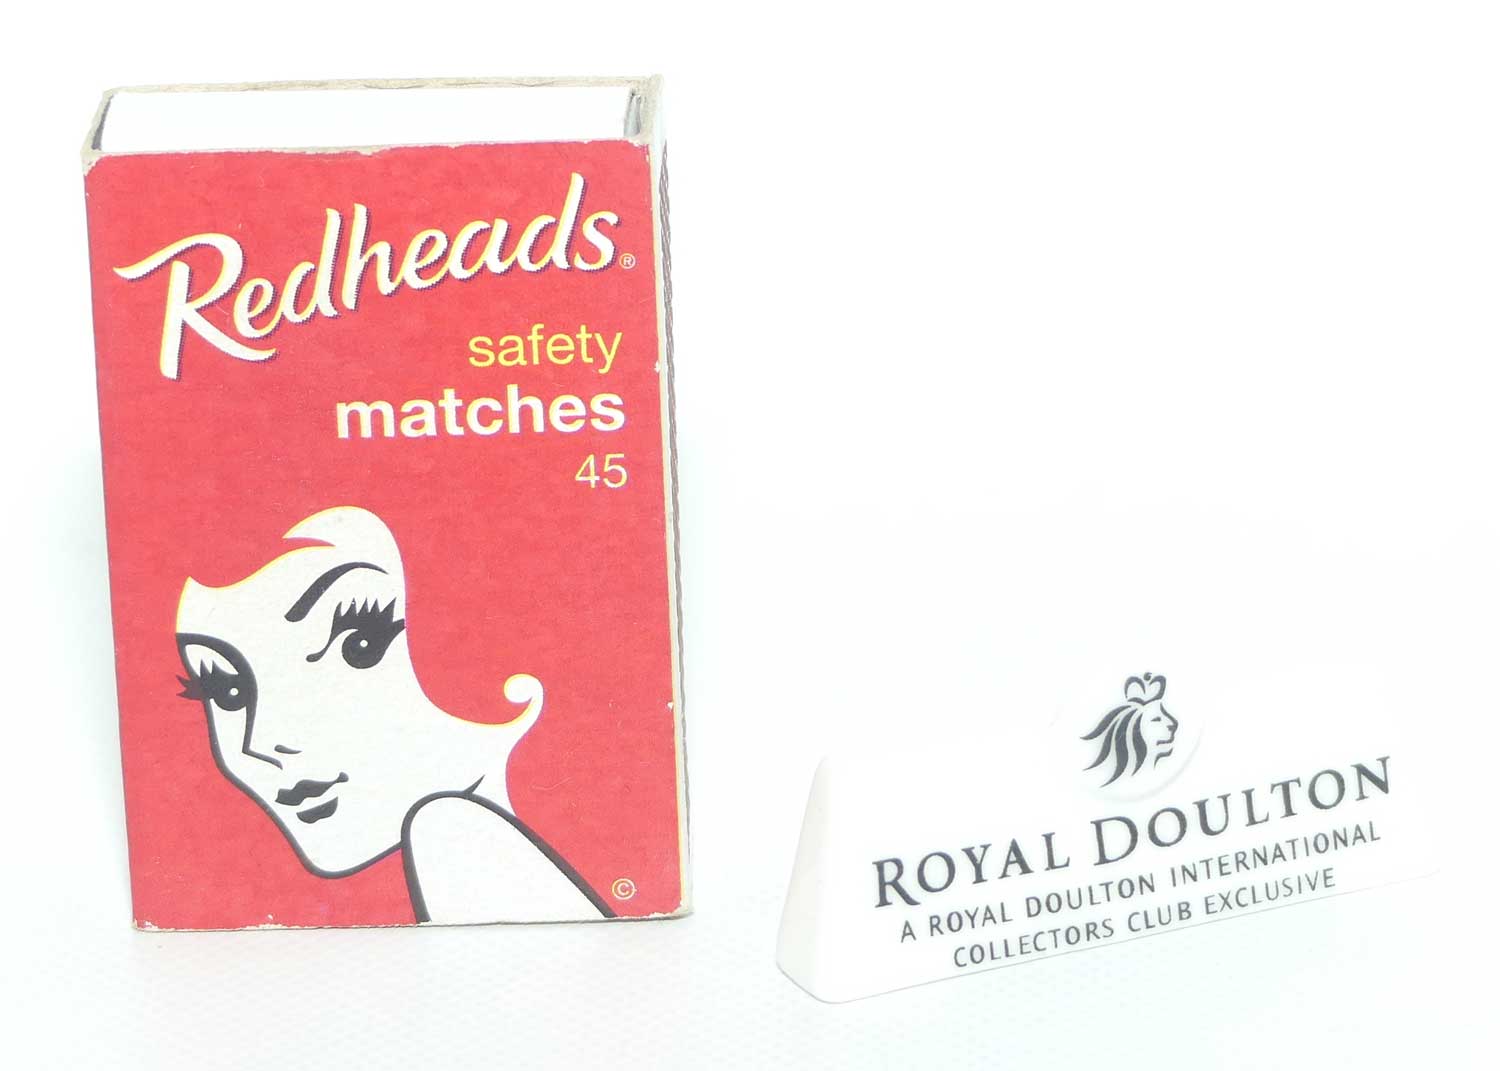 Redheads®
safety
matches
45
©
ROYAL DOULTON
A ROYAL DOULTON INTERNATIONAL
COLLECTORS CLUB EXCLUSIVE